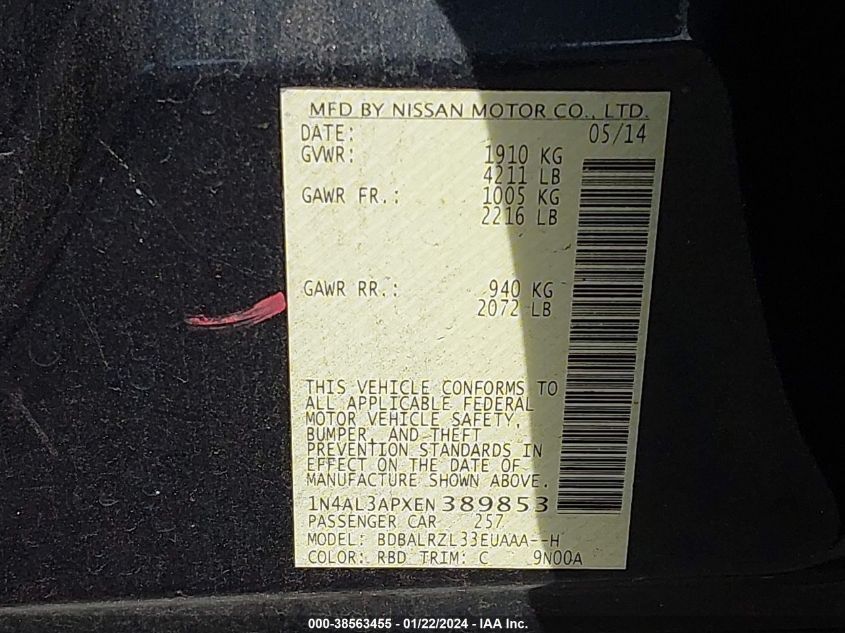 MFD BY NISSAN MOTOR CO., LTD.
DATE: 05/14
GVWR: 1910 KG
4211 LB
GAWR FR.: 1005 KG
2216 LB
GAWR RR.: 940 KG
2072 LB
THIS VEHICLE CONFORMS TO
ALL APPLICABLE FEDERAL
MOTOR VEHICLE SAFETY,
BUMPER, AND THEFT
PREVENTION STANDARDS IN
EFFECT ON THE DATE OF
MANUFACTURE SHOWN ABOVE.
1N4AL3APXEN389853
PASSENGER CAR 257
MODEL: BDBALRZL33EUAAA--H
COLOR: RBD TRIM: C 9N00A
000-38563455 - 01/22/2024 - IAA Inc.